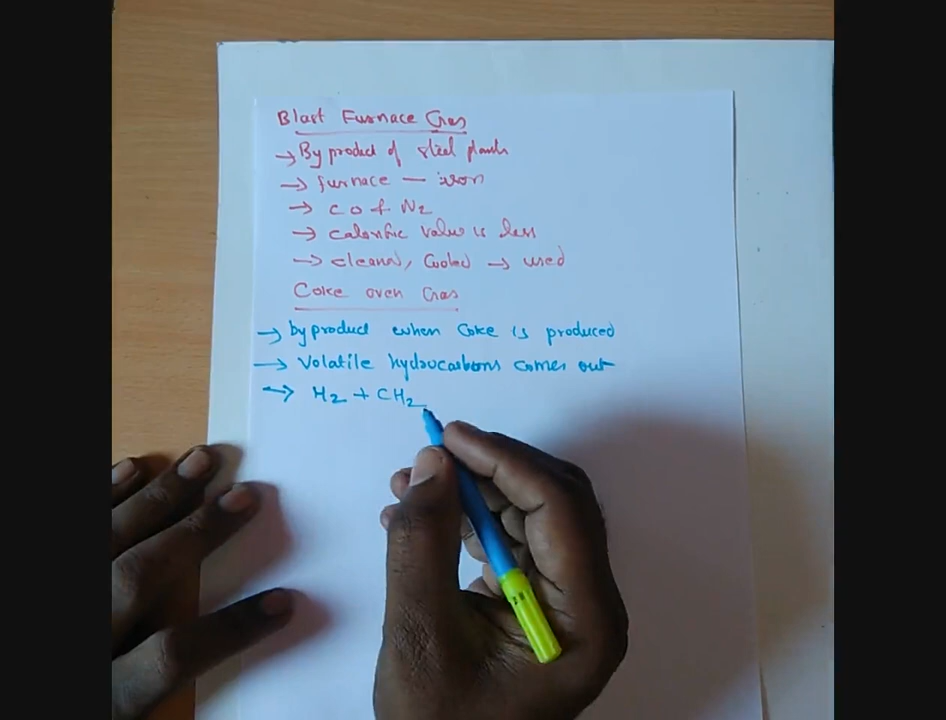 Blast Furnace Gas
→ By product of steel plants
→ furnace — iron
→ CO + N2
→ calorific value is less
→ cleaned, Cooled → used
Coke oven Gas
→ by product when Coke is produced
→ Volatile hydrocarbons comes out
→ H2 + CH2